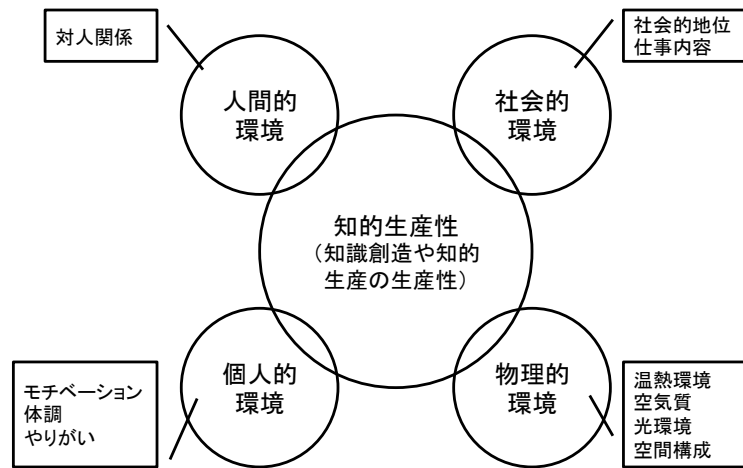 対人関係
社会的地位
仕事内容
人間的
環境
社会的
環境
知的生産性
（知識創造や知的
生産の生産性）
個人的
環境
物理的
環境
モチベーション
体調
やりがい
温熱環境
空気質
光環境
空間構成